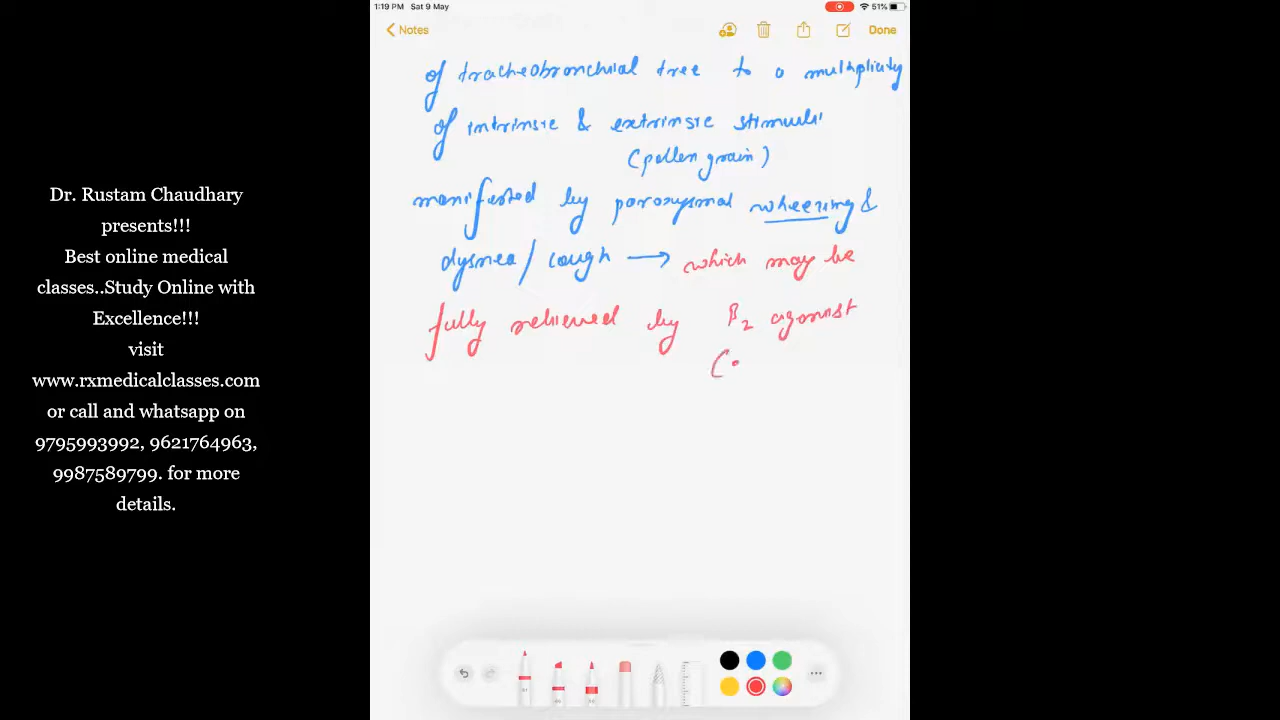 1:19 PM Sat 9 May
51%
Notes
Done
of tracheobronchial tree to a multiplicity
of intrinsic & extrinsic stimuli
(pollen grain)
manifested by paroxysmal wheezing &
dysnea / cough → which may be
fully relieved by β2 agonist
(
Dr. Rustam Chaudhary
presents!!!
Best online medical
classes..Study Online with
Excellence!!!
visit
www.rxmedicalclasses.com
or call and whatsapp on
9795993992, 9621764963,
9987589799. for more
details.